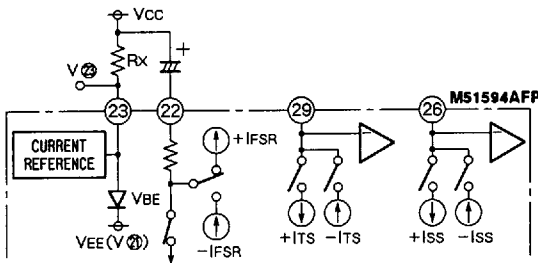 VCC
RX
+
V㉓
23
22
29
26
M51594AFP
CURRENT
REFERENCE
+IFSR
VBE
VEE(V㉑)
−IFSR
+ITS
−ITS
+ISS
−ISS